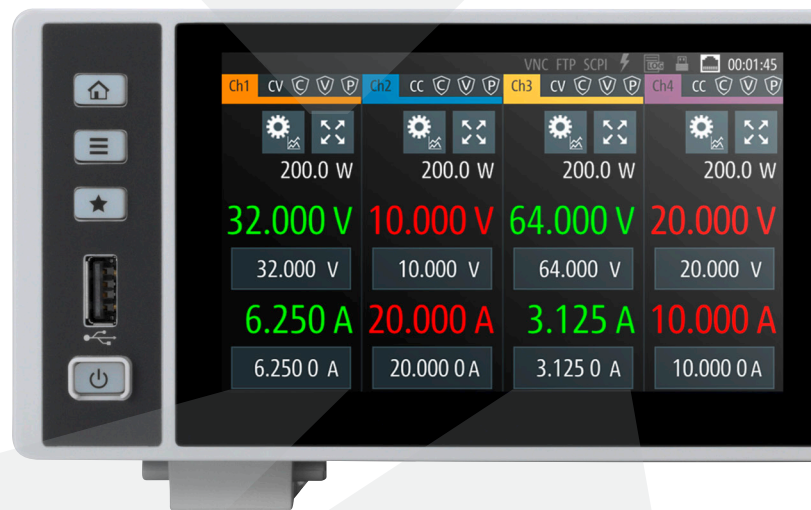 VNC FTP SCPI 00:01:45
Ch1 CV C V P Ch2 CC C V P Ch3 CV C V P Ch4 CC C V P
200.0 W 200.0 W 200.0 W 200.0 W
32.000 V 10.000 V 64.000 V 20.000 V
32.000 V 10.000 V 64.000 V 20.000 V
6.250 A 20.000 A 3.125 A 10.000 A
6.250 0 A 20.000 0 A 3.125 0 A 10.000 0 A